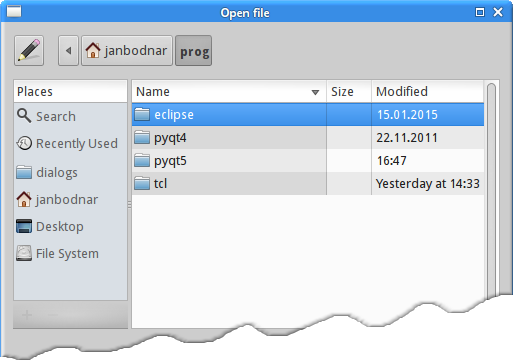 Open file
janbodnar prog
Places
Search
Recently Used
dialogs
janbodnar
Desktop
File System
Name Size Modified
eclipse 15.01.2015
pyqt4 22.11.2011
pyqt5 16:47
tcl Yesterday at 14:33